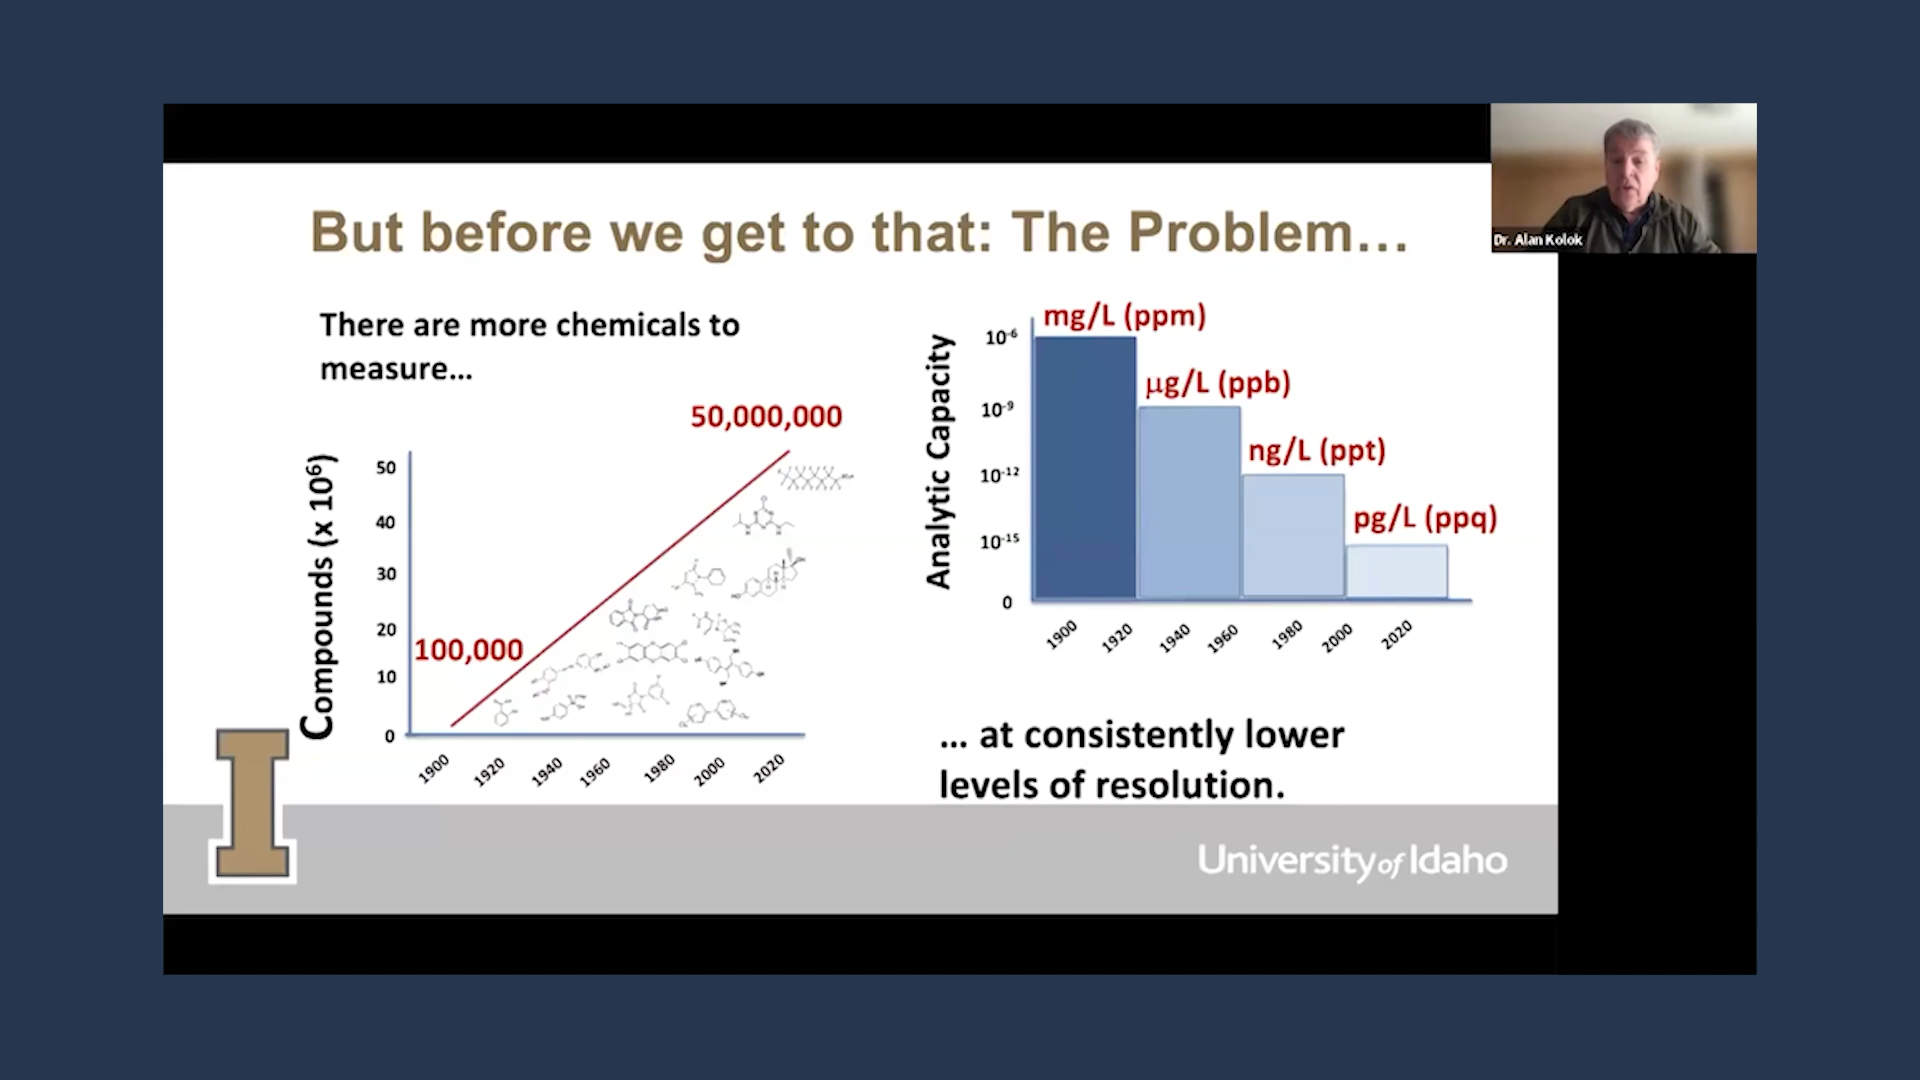 But before we get to that: The Problem...
Dr. Alan Kolok
There are more chemicals to
measure...
50,000,000
100,000
Compounds (x 10⁶)
50
40
30
20
10
0
1900
1920
1940
1960
1980
2000
2020
mg/L (ppm)
µg/L (ppb)
ng/L (ppt)
pg/L (ppq)
Analytic Capacity
10⁻⁶
10⁻⁹
10⁻¹²
10⁻¹⁵
0
1900
1920
1940
1960
1980
2000
2020
... at consistently lower
levels of resolution.
I
University of Idaho